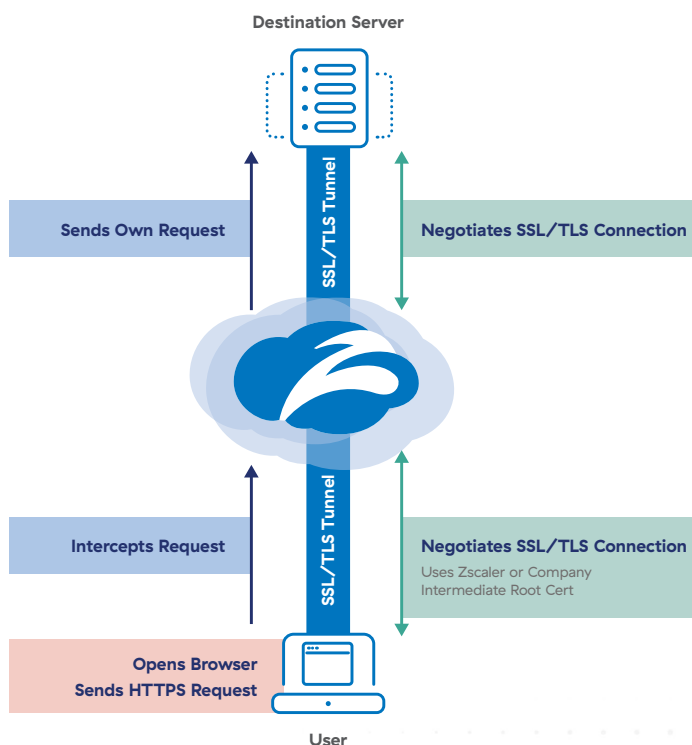 Destination Server
SSL/TLS Tunnel
Sends Own Request
Negotiates SSL/TLS Connection
SSL/TLS Tunnel
Intercepts Request
Negotiates SSL/TLS Connection
Uses Zscaler or Company
Intermediate Root Cert
Opens Browser
Sends HTTPS Request
User